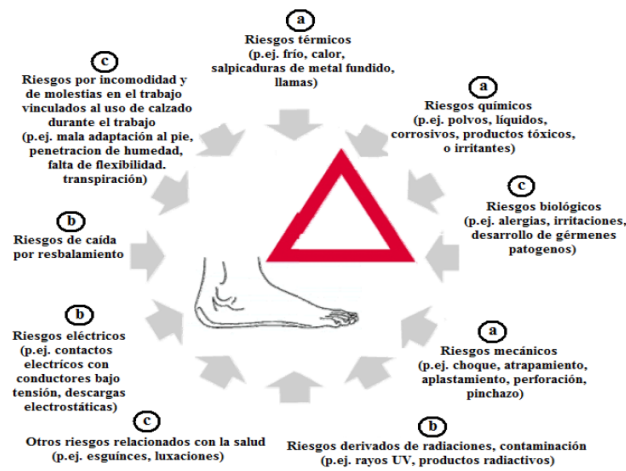 a
Riesgos térmicos
(p.ej. frío, calor,
salpicaduras de metal fundido,
llamas)
c
Riesgos por incomodidad y
de molestias en el trabajo
vinculados al uso de calzado
durante el trabajo
(p.ej. mala adaptación al pie,
penetracion de humedad,
falta de flexibilidad.
transpiración)
a
Riesgos químicos
(p.ej. polvos, líquidos,
corrosivos, productos tóxicos,
o irritantes)
c
Riesgos biológicos
(p.ej. alergias, irritaciones,
desarrollo de gérmenes
patogenos)
b
Riesgos de caída
por resbalamiento
b
Riesgos eléctricos
(p.ej. contactos
electricos con
conductores bajo
tensión, descargas
electrostáticas)
a
Riesgos mecánicos
(p.ej. choque, atrapamiento,
aplastamiento, perforación,
pinchazo)
c
Otros riesgos relacionados con la salud
(p.ej. esguínces, luxaciones)
b
Riesgos derivados de radiaciones, contaminación
(p.ej. rayos UV, productos radiactivos)